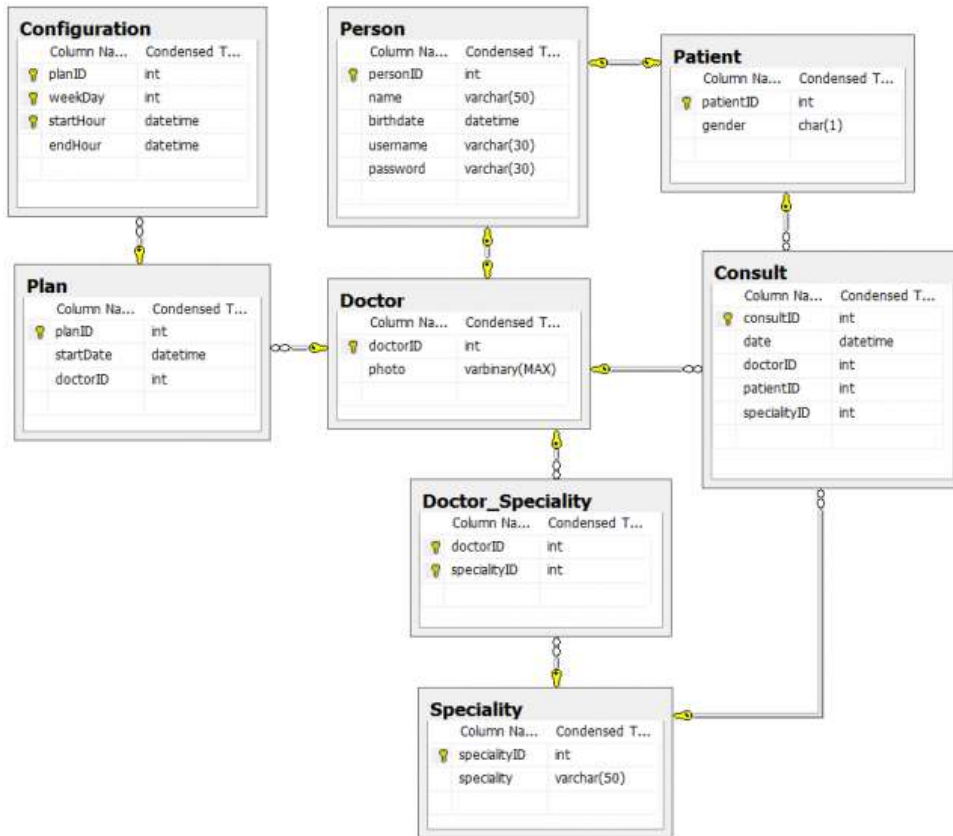 Configuration
Column Na... Condensed T...
planID int
weekDay int
startHour datetime
endHour datetime
Person
Column Na... Condensed T...
personID int
name varchar(50)
birthdate datetime
username varchar(30)
password varchar(30)
Patient
Column Na... Condensed T...
patientID int
gender char(1)
Plan
Column Na... Condensed T...
planID int
startDate datetime
doctorID int
Doctor
Column Na... Condensed T...
doctorID int
photo varbinary(MAX)
Consult
Column Na... Condensed T...
consultID int
date datetime
doctorID int
patientID int
specialityID int
Doctor_Speciality
Column Na... Condensed T...
doctorID int
specialityID int
Speciality
Column Na... Condensed T...
specialityID int
speciality varchar(50)